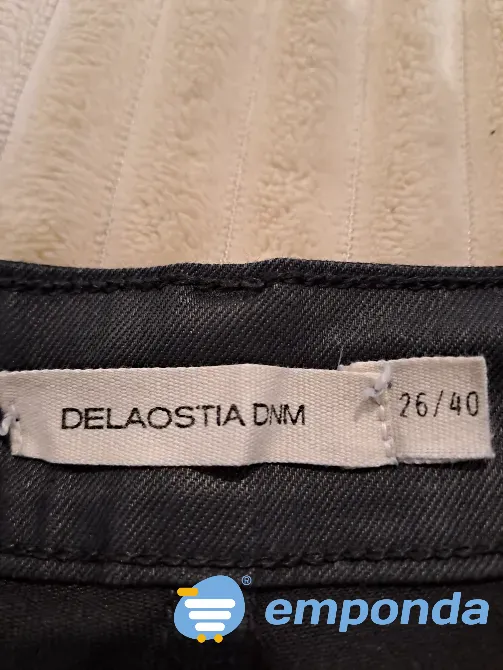 DELAOSTIA DNM
26/40
® emponda